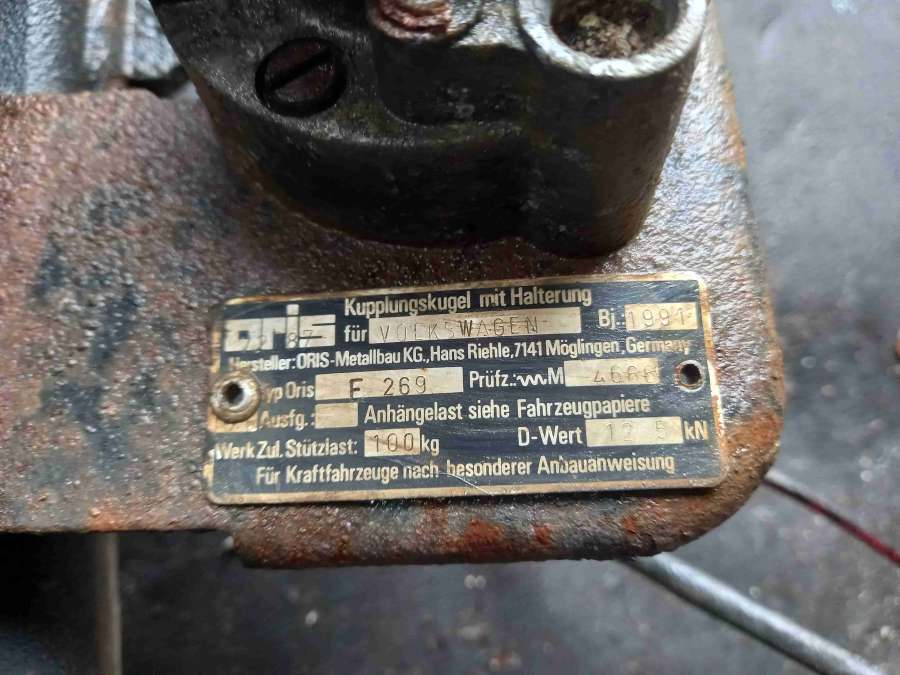 Kupplungskugel mit Halterung
ORIS 87 für VOLKSWAGEN Bj. 1991
Hersteller: ORIS-Metallbau KG., Hans Riehle, 7141 Möglingen, Germany
Typ Oris F 269 Prüfz.: M
Ausfg.: Anhängelast siehe Fahrzeugpapiere
Werk Zul. Stützlast: 100 kg D-Wert 12 5 kN
Für Kraftfahrzeuge nach besonderer Anbauanweisung